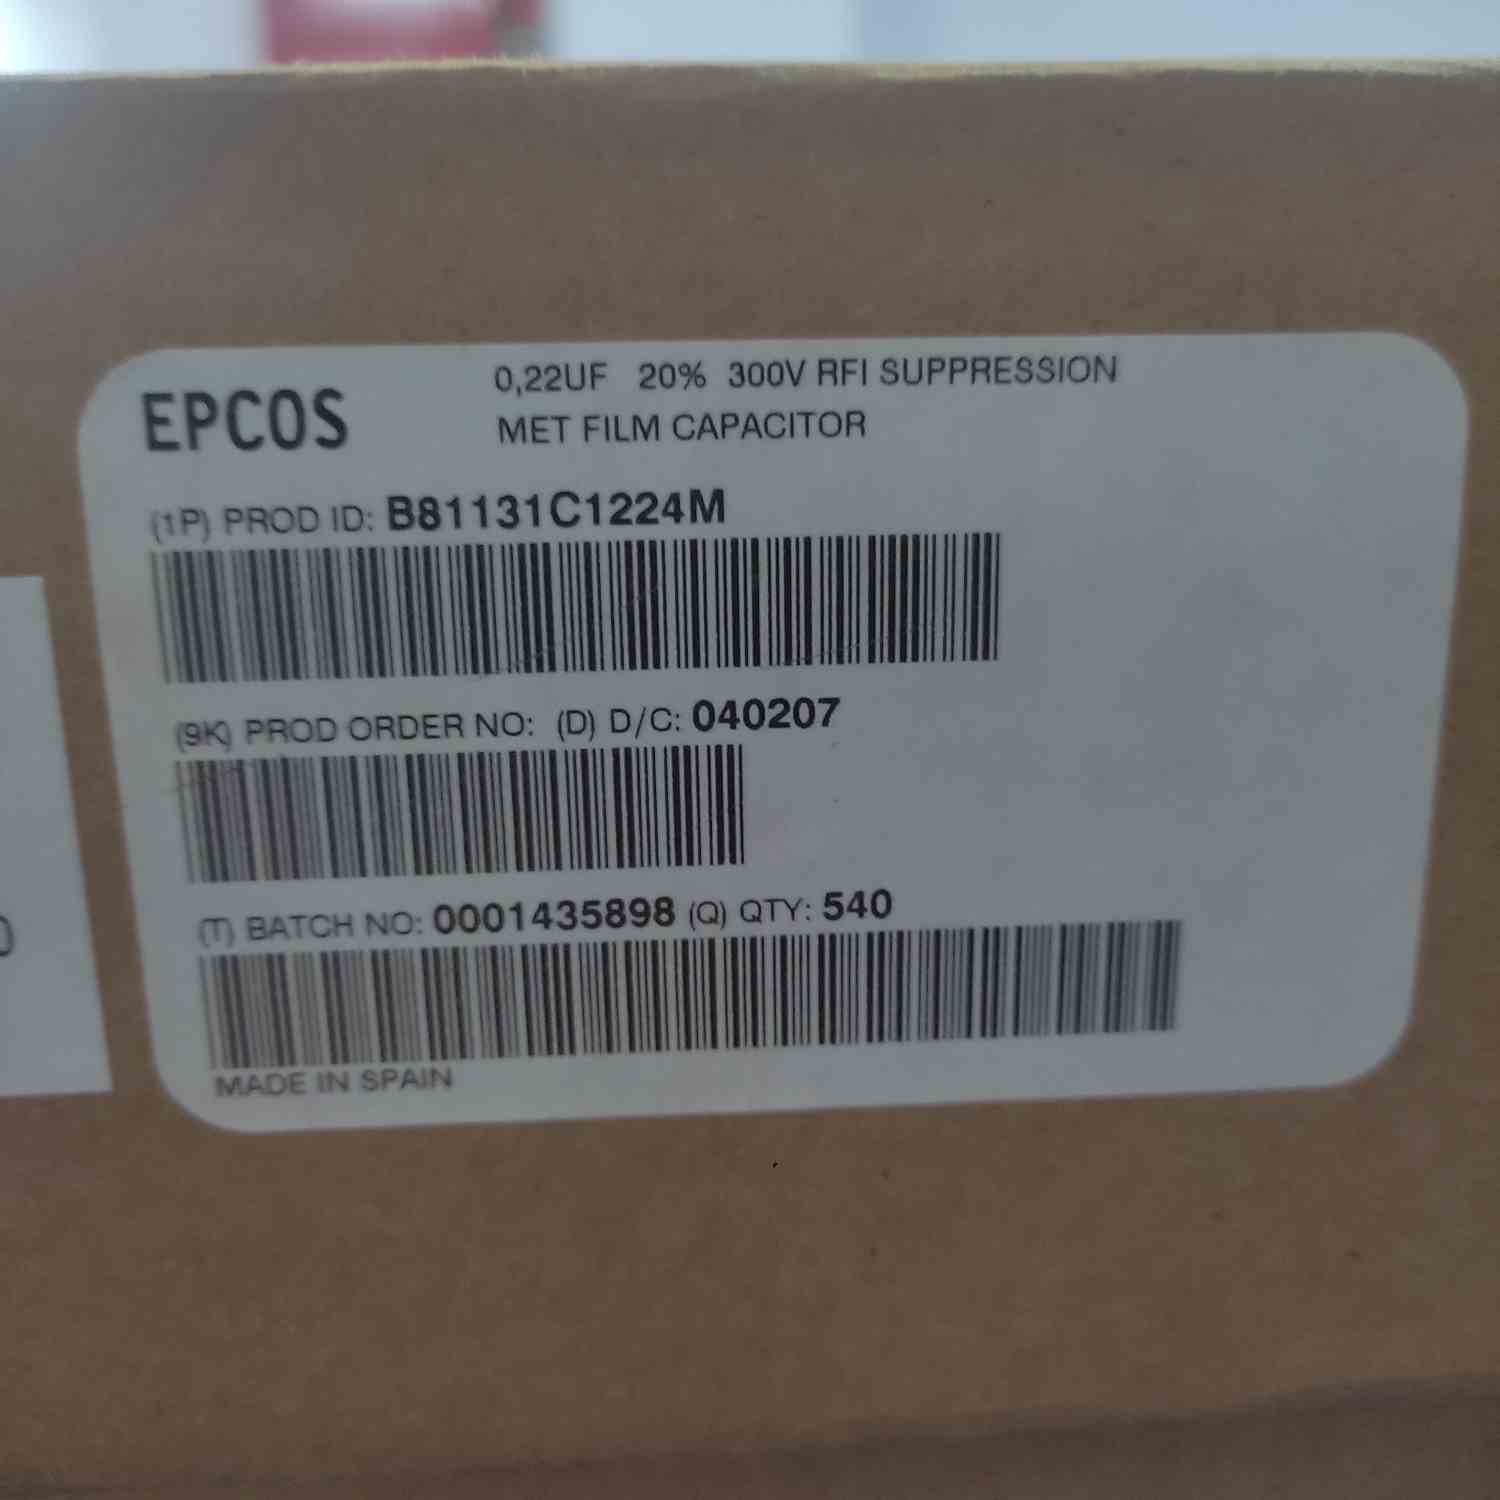 EPCOS
0,22UF 20% 300V RFI SUPPRESSION
MET FILM CAPACITOR
(1P) PROD ID: B81131C1224M
(9K) PROD ORDER NO: (D) D/C: 040207
(T) BATCH NO: 0001435898 (Q) QTY: 540
MADE IN SPAIN